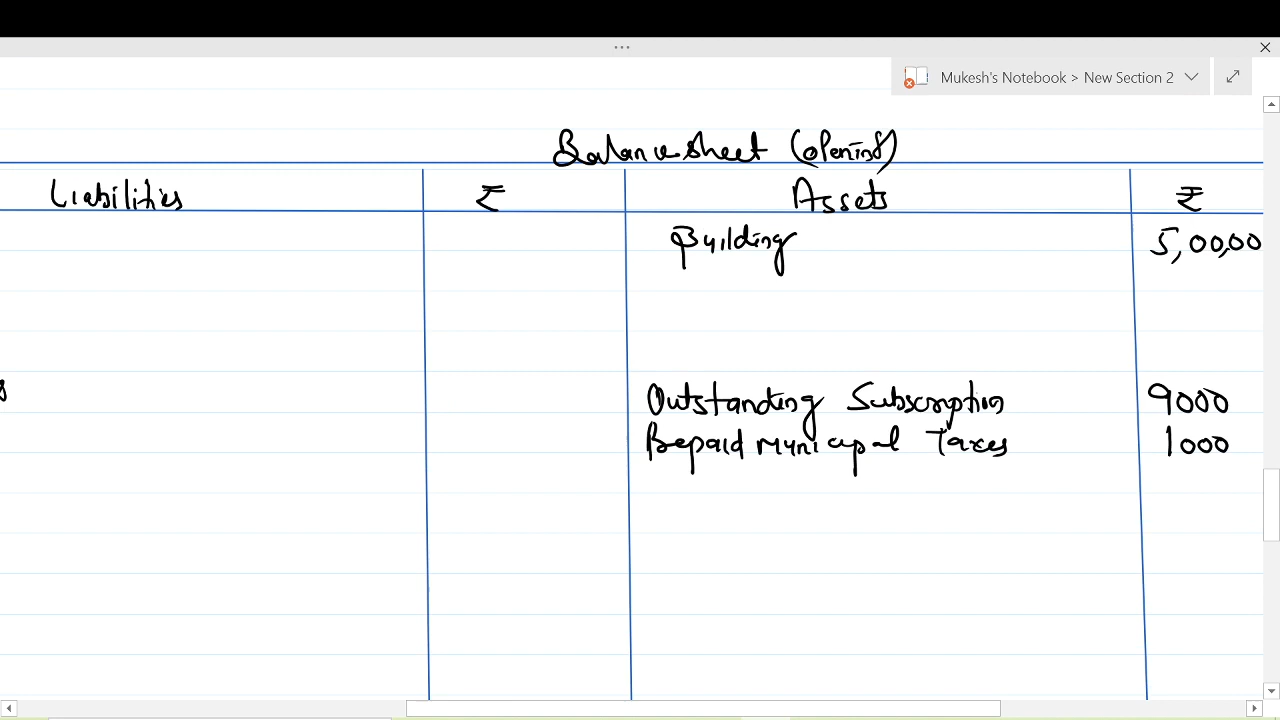 Mukesh's Notebook > New Section 2
Balance sheet (opening)
Liabilities ₹ Assets ₹
Building 5,00,00
Outstanding Subscription 9000
Prepaid municipal Taxes 1000